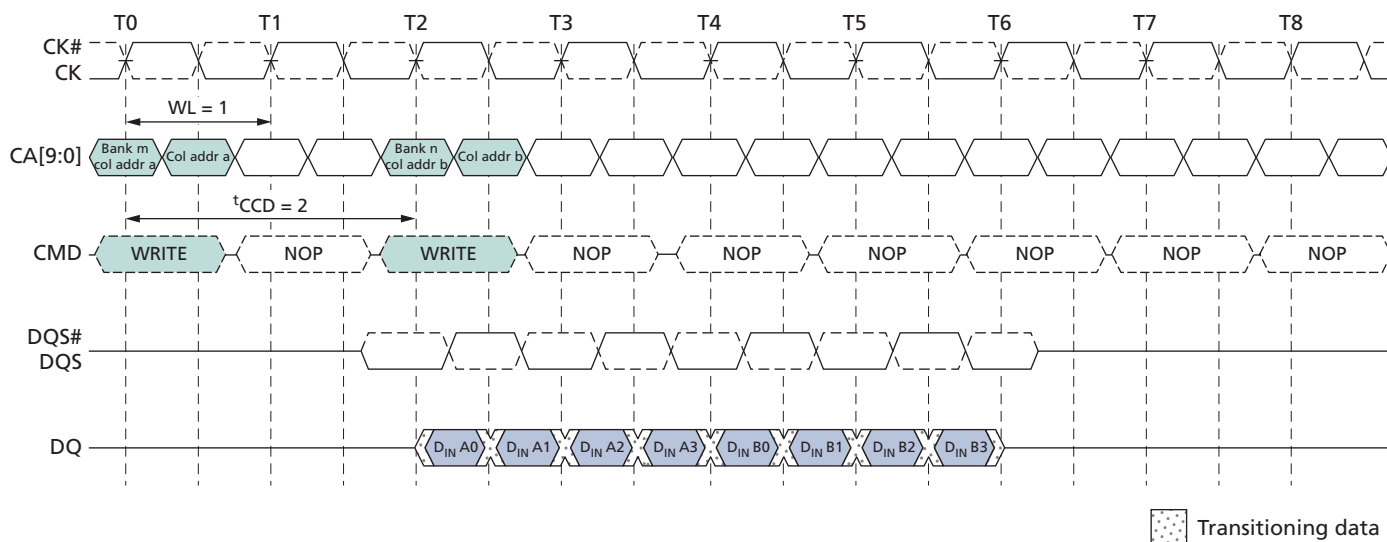 T0 T1 T2 T3 T4 T5 T6 T7 T8
CK#
CK
WL = 1
CA[9:0]
Bank m
col addr a
Col addr a
Bank n
col addr b
Col addr b
tCCD = 2
CMD WRITE NOP WRITE NOP NOP NOP NOP NOP NOP
DQS#
DQS
DQ DIN A0 DIN A1 DIN A2 DIN A3 DIN B0 DIN B1 DIN B2 DIN B3
Transitioning data